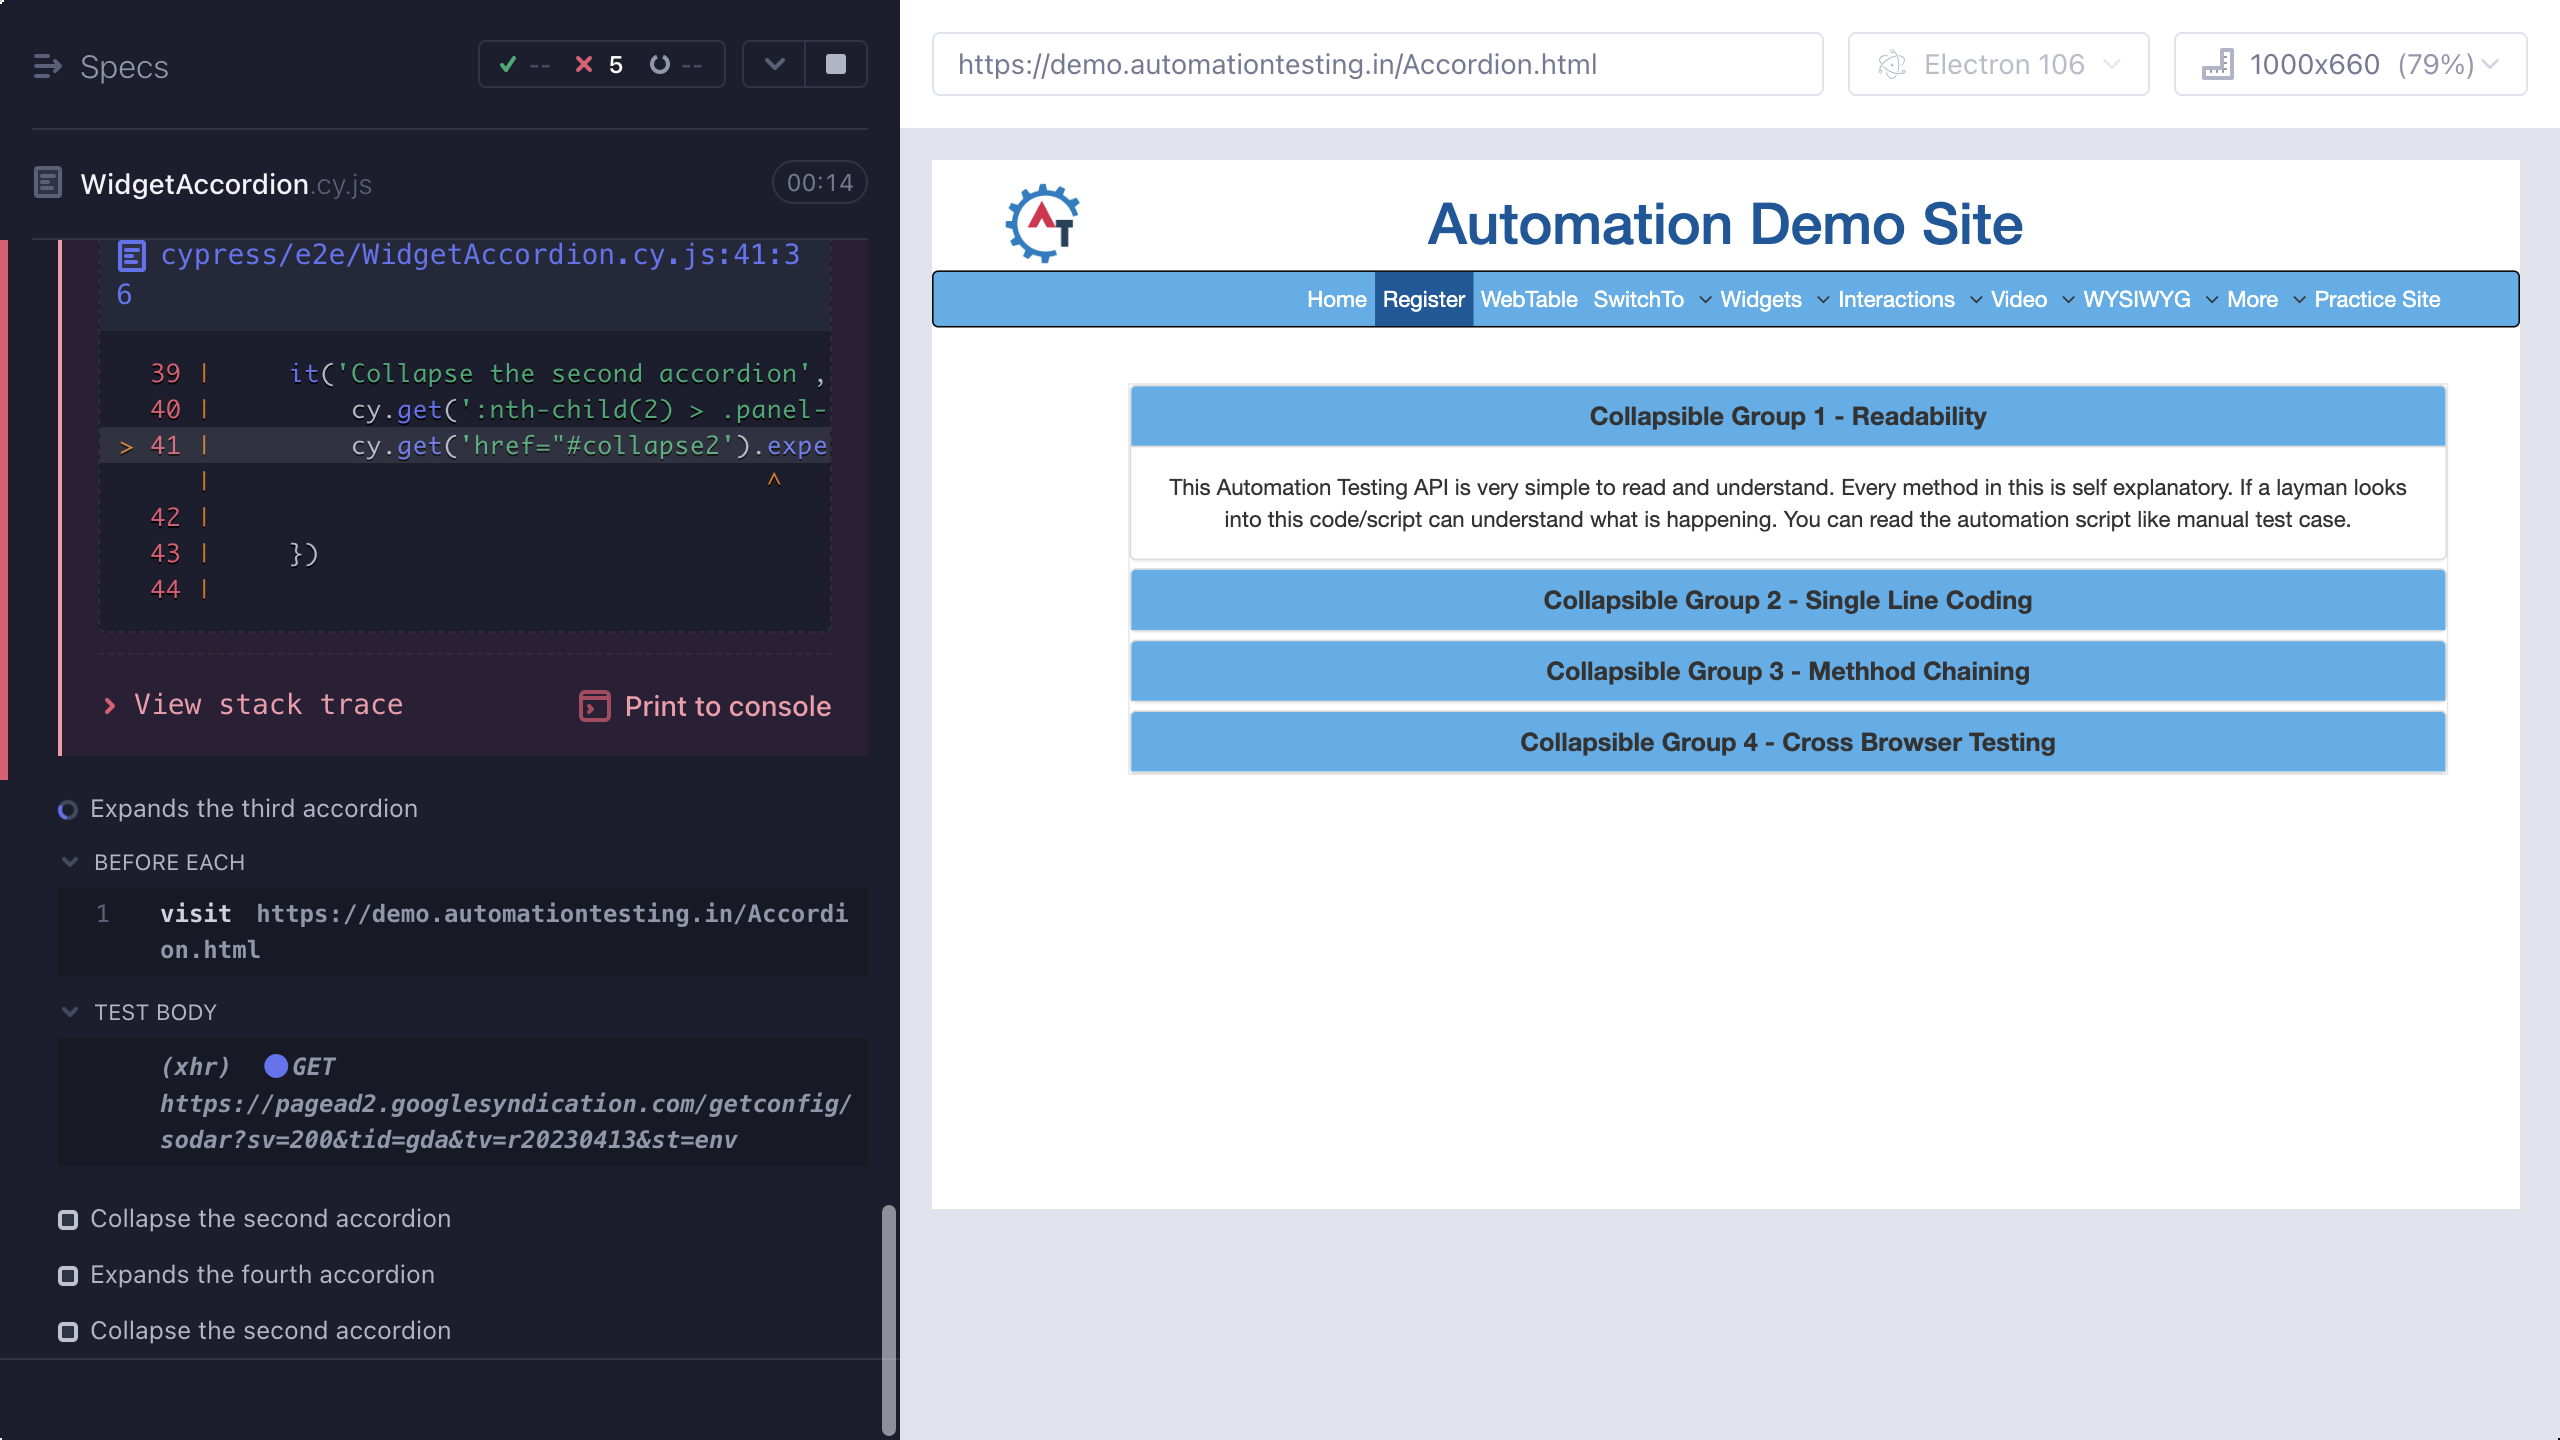 Specs
-- 5 --
WidgetAccordion.cy.js
00:14
cypress/e2e/WidgetAccordion.cy.js:41:3
6
39 | it('Collapse the second accordion',
40 | cy.get(':nth-child(2) > .panel-
> 41 | cy.get('href="#collapse2').expe
| ^
42 |
43 | })
44 |
View stack trace
Print to console
Expands the third accordion
BEFORE EACH
1 visit https://demo.automationtesting.in/Accordi
on.html
TEST BODY
(xhr) GET
https://pagead2.googlesyndication.com/getconfig/
sodar?sv=200&tid=gda&tv=r20230413&st=env
Collapse the second accordion
Expands the fourth accordion
Collapse the second accordion
https://demo.automationtesting.in/Accordion.html
Electron 106
1000x660 (79%)
AT
Automation Demo Site
Home Register WebTable SwitchTo Widgets Interactions Video WYSIWYG More Practice Site
Collapsible Group 1 - Readability
This Automation Testing API is very simple to read and understand. Every method in this is self explanatory. If a layman looks
into this code/script can understand what is happening. You can read the automation script like manual test case.
Collapsible Group 2 - Single Line Coding
Collapsible Group 3 - Methhod Chaining
Collapsible Group 4 - Cross Browser Testing